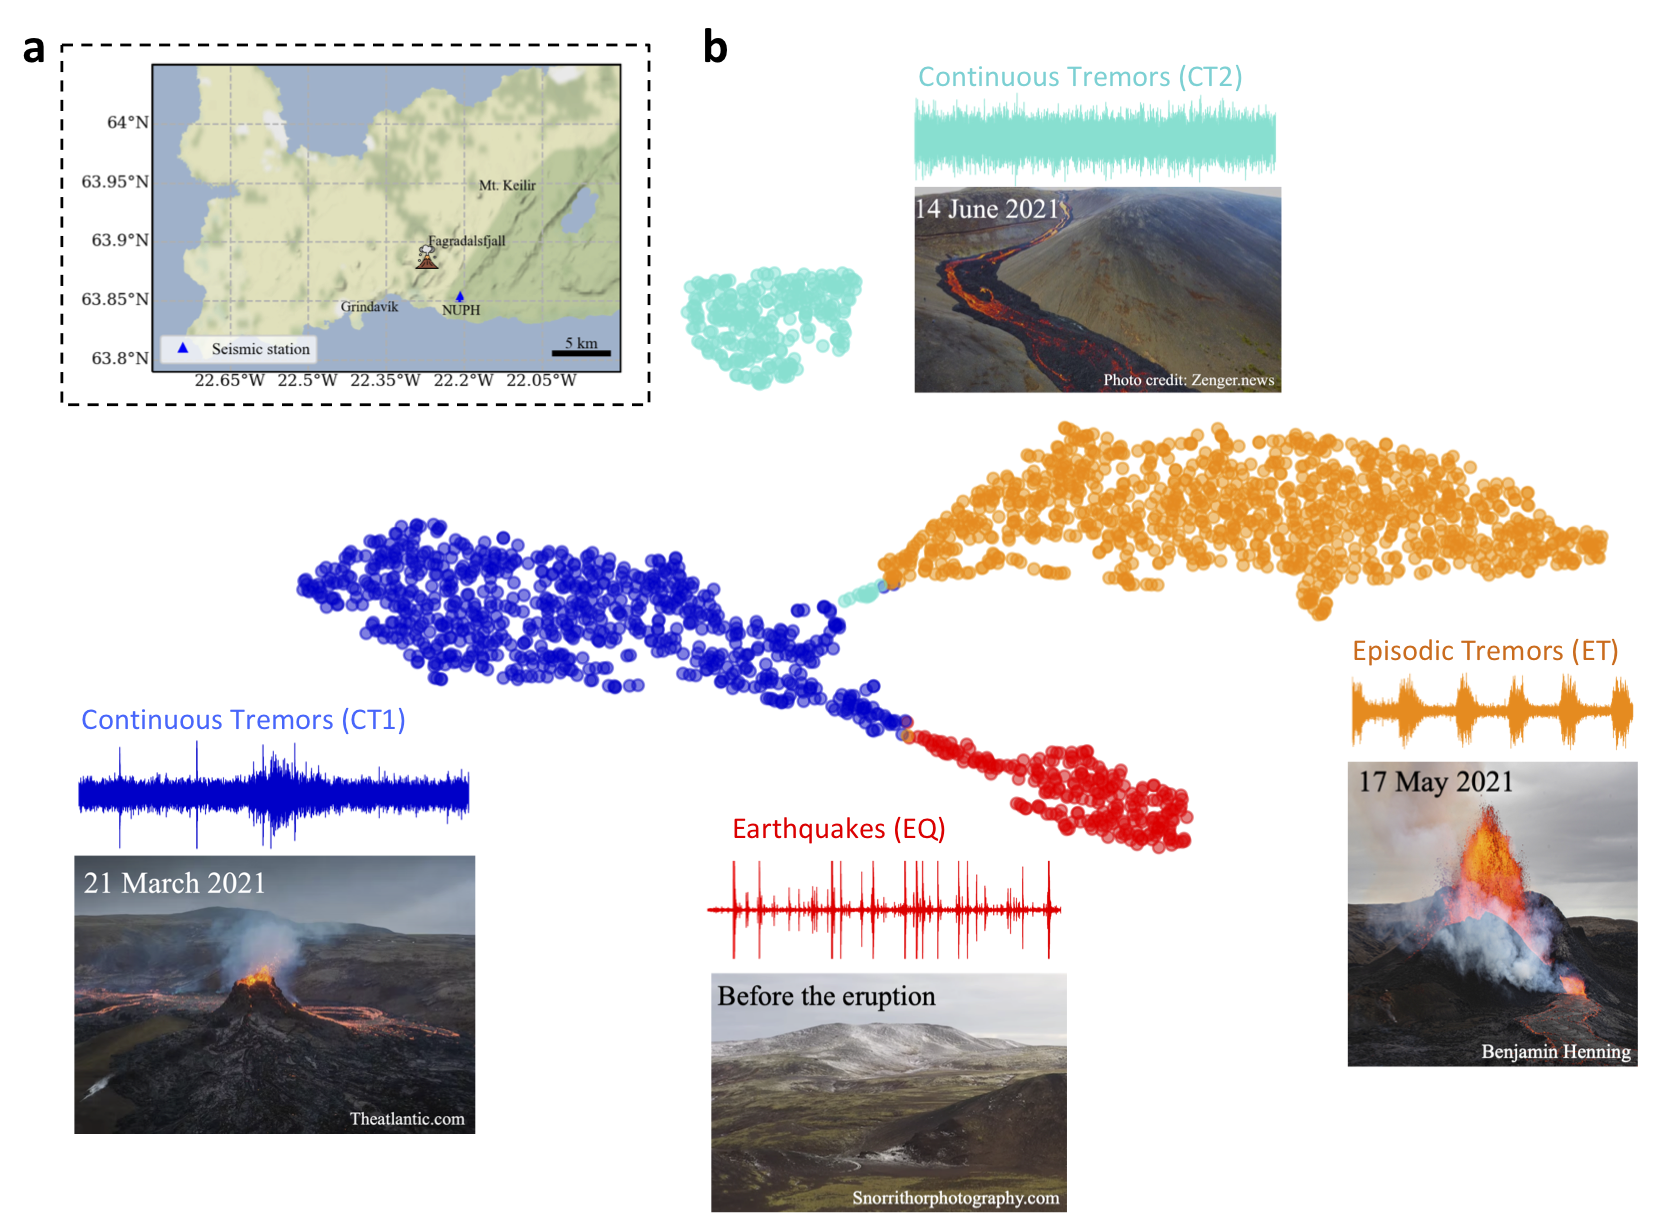 a
64°N
63.95°N
63.9°N
63.85°N
63.8°N
Mt. Keilir
Fagradalsfjall
Grindavik
NUPH
Seismic station
5 km
22.65°W 22.5°W 22.35°W 22.2°W 22.05°W
b
Continuous Tremors (CT2)
14 June 2021
Photo credit: Zenger.news
Episodic Tremors (ET)
17 May 2021
Benjamin Henning
Continuous Tremors (CT1)
21 March 2021
Theatlantic.com
Earthquakes (EQ)
Before the eruption
Snorrithorphotography.com